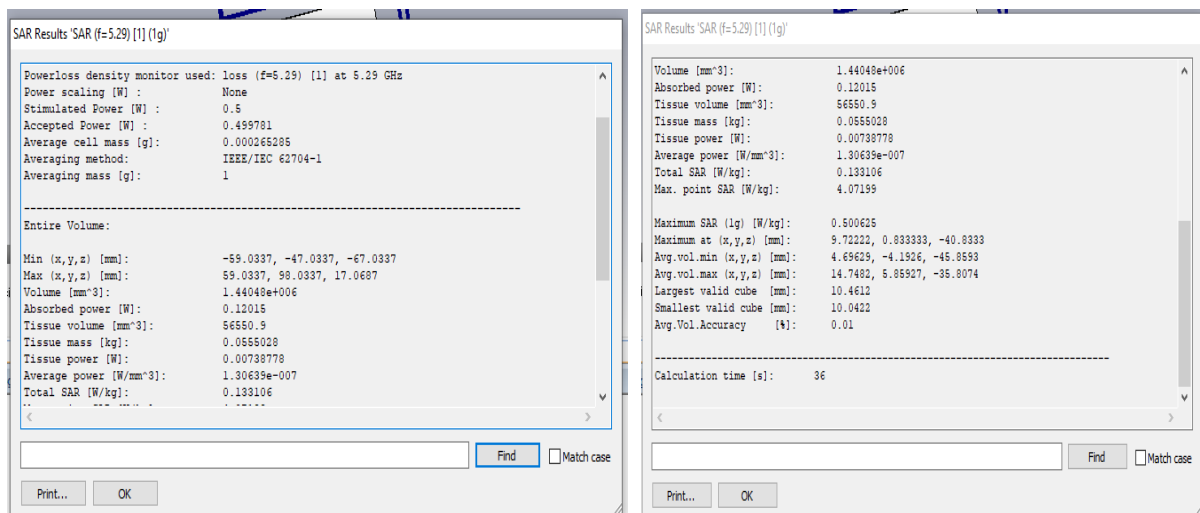 SAR Results 'SAR (f=5.29) [1] (1g)'
Powerloss density monitor used: loss (f=5.29) [1] at 5.29 GHz
Power scaling [W] : None
Stimulated Power [W] : 0.5
Accepted Power [W] : 0.499781
Average cell mass [g]: 0.000265285
Averaging method: IEEE/IEC 62704-1
Averaging mass [g]: 1
--------------------------------------------------------------------------------
Entire Volume:
Min (x,y,z) [mm]: -59.0337, -47.0337, -67.0337
Max (x,y,z) [mm]: 59.0337, 98.0337, 17.0687
Volume [mm^3]: 1.44048e+006
Absorbed power [W]: 0.12015
Tissue volume [mm^3]: 56550.9
Tissue mass [kg]: 0.0555028
Tissue power [W]: 0.00738778
Average power [W/mm^3]: 1.30639e-007
Total SAR [W/kg]: 0.133106
Find
Match case
Print...
OK
SAR Results 'SAR (f=5.29) [1] (1g)'
Volume [mm^3]: 1.44048e+006
Absorbed power [W]: 0.12015
Tissue volume [mm^3]: 56550.9
Tissue mass [kg]: 0.0555028
Tissue power [W]: 0.00738778
Average power [W/mm^3]: 1.30639e-007
Total SAR [W/kg]: 0.133106
Max. point SAR [W/kg]: 4.07199
Maximum SAR (1g) [W/kg]: 0.500625
Maximum at (x,y,z) [mm]: 9.72222, 0.833333, -40.8333
Avg.vol.min (x,y,z) [mm]: 4.69629, -4.1926, -45.8593
Avg.vol.max (x,y,z) [mm]: 14.7482, 5.85927, -35.8074
Largest valid cube [mm]: 10.4612
Smallest valid cube [mm]: 10.0422
Avg.Vol.Accuracy [%]: 0.01
--------------------------------------------------------------------------------
Calculation time [s]: 36
Find
Match case
Print...
OK